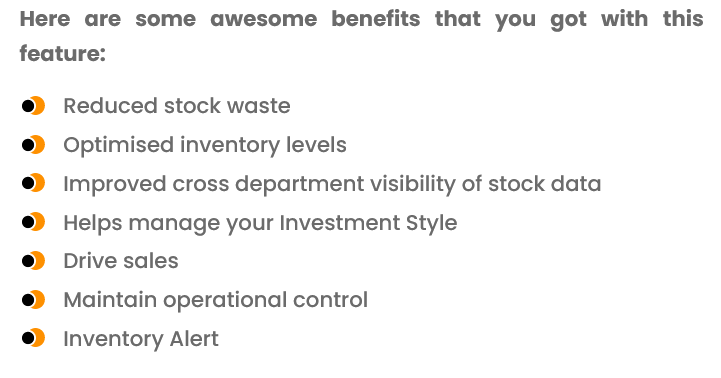 Here are some awesome benefits that you got with this
feature:
Reduced stock waste
Optimised inventory levels
Improved cross department visibility of stock data
Helps manage your Investment Style
Drive sales
Maintain operational control
Inventory Alert